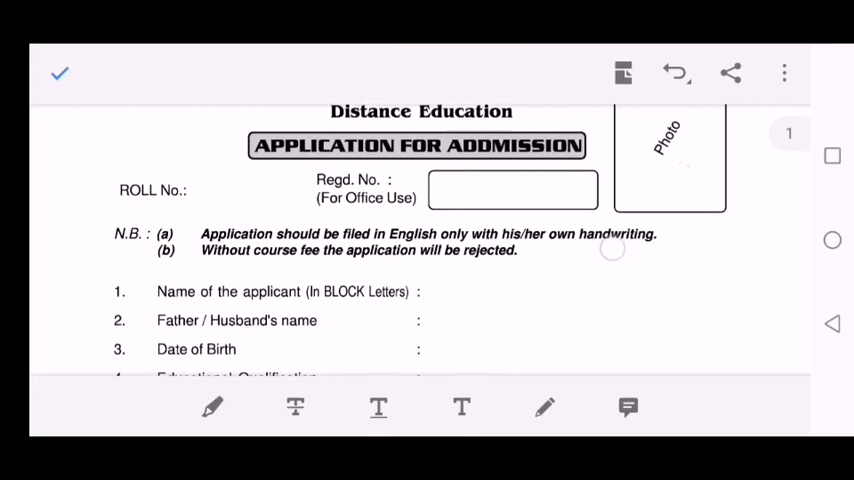 Distance Education
APPLICATION FOR ADDMISSION
Photo
1
ROLL No.:
Regd. No. :
(For Office Use)
N.B. : (a) Application should be filed in English only with his/her own handwriting.
(b) Without course fee the application will be rejected.
1. Name of the applicant (In BLOCK Letters) :
2. Father / Husband's name :
3. Date of Birth :
T T T